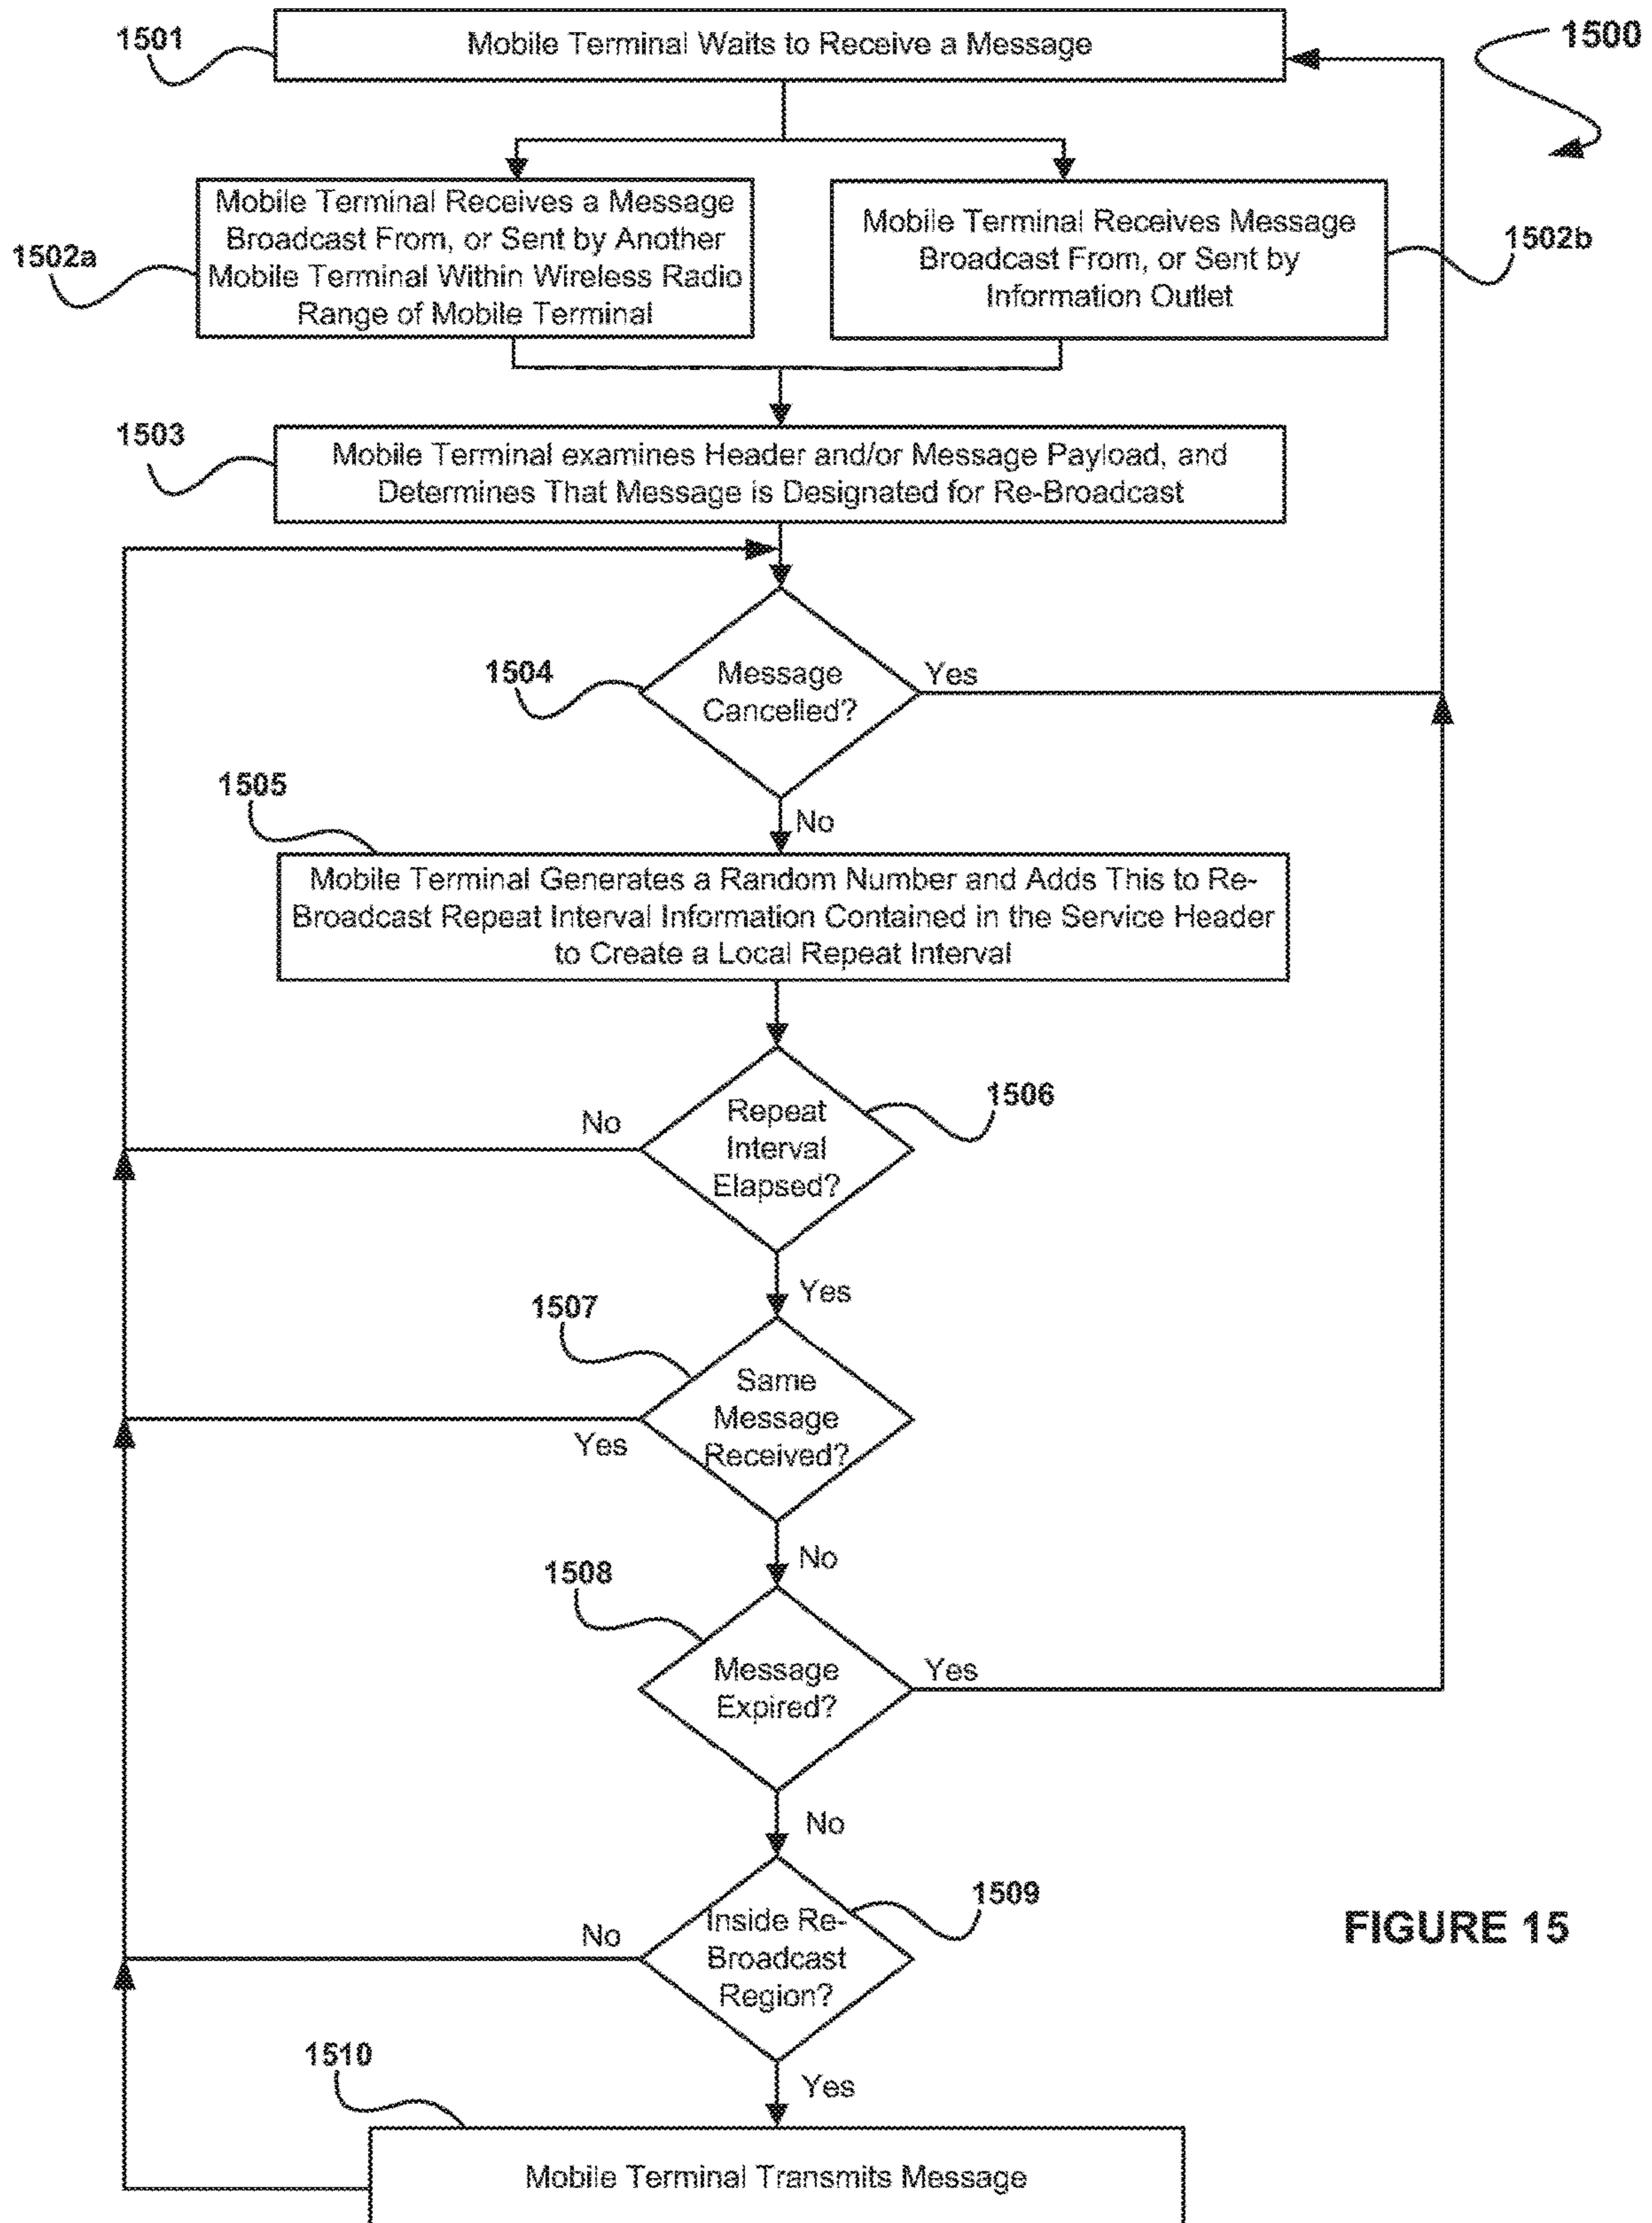 1501
Mobile Terminal Waits to Receive a Message
1500
1502a
Mobile Terminal Receives a Message
Broadcast From, or Sent by Another
Mobile Terminal Within Wireless Radio
Range of Mobile Terminal
Mobile Terminal Receives Message
Broadcast From, or Sent by
Information Outlet
1502b
1503
Mobile Terminal examines Header and/or Message Payload, and
Determines That Message is Designated for Re-Broadcast
1504
Message
Cancelled?
Yes
No
1505
Mobile Terminal Generates a Random Number and Adds This to Re-
Broadcast Repeat Interval Information Contained in the Service Header
to Create a Local Repeat Interval
1506
Repeat
Interval
Elapsed?
No
Yes
1507
Same
Message
Received?
Yes
No
1508
Message
Expired?
Yes
No
1509
Inside Re-
Broadcast
Region?
No
Yes
FIGURE 15
1510
Mobile Terminal Transmits Message